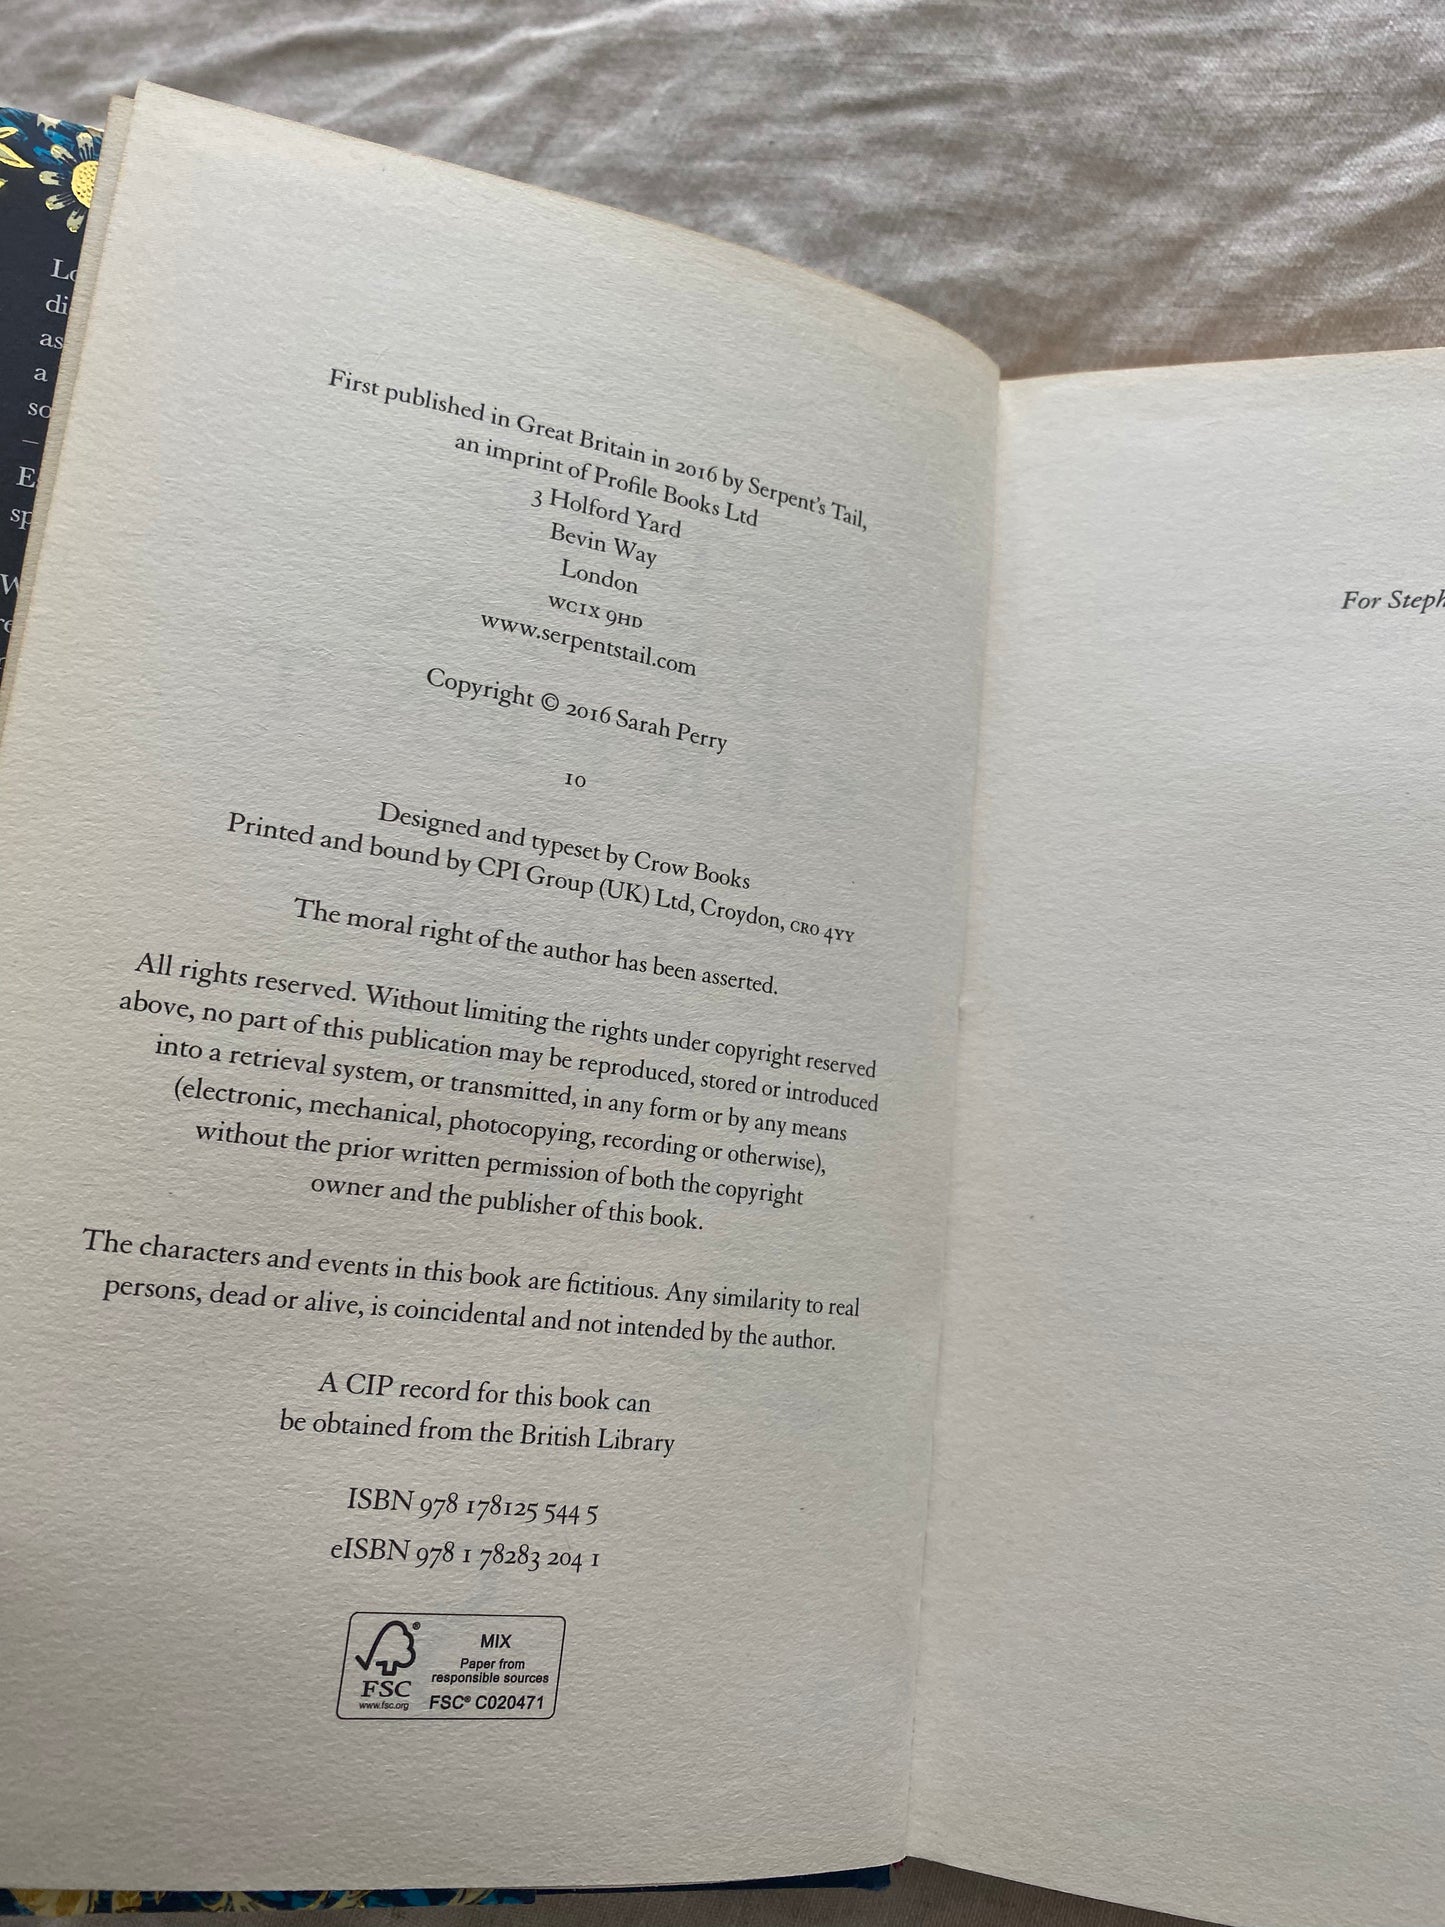 Lo
di
as
a
so
–
E
sp
W
re
First published in Great Britain in 2016 by Serpent's Tail,
an imprint of Profile Books Ltd
3 Holford Yard
Bevin Way
London
WC1X 9HD
www.serpentstail.com
Copyright © 2016 Sarah Perry
10
Designed and typeset by Crow Books
Printed and bound by CPI Group (UK) Ltd, Croydon, CR0 4YY
The moral right of the author has been asserted.
All rights reserved. Without limiting the rights under copyright reserved
above, no part of this publication may be reproduced, stored or introduced
into a retrieval system, or transmitted, in any form or by any means
(electronic, mechanical, photocopying, recording or otherwise),
without the prior written permission of both the copyright
owner and the publisher of this book.
The characters and events in this book are fictitious. Any similarity to real
persons, dead or alive, is coincidental and not intended by the author.
A CIP record for this book can
be obtained from the British Library
ISBN 978 178125 544 5
eISBN 978 1 78283 204 1
FSC®
www.fsc.org
MIX
Paper from
responsible sources
FSC® C020471
For Steph